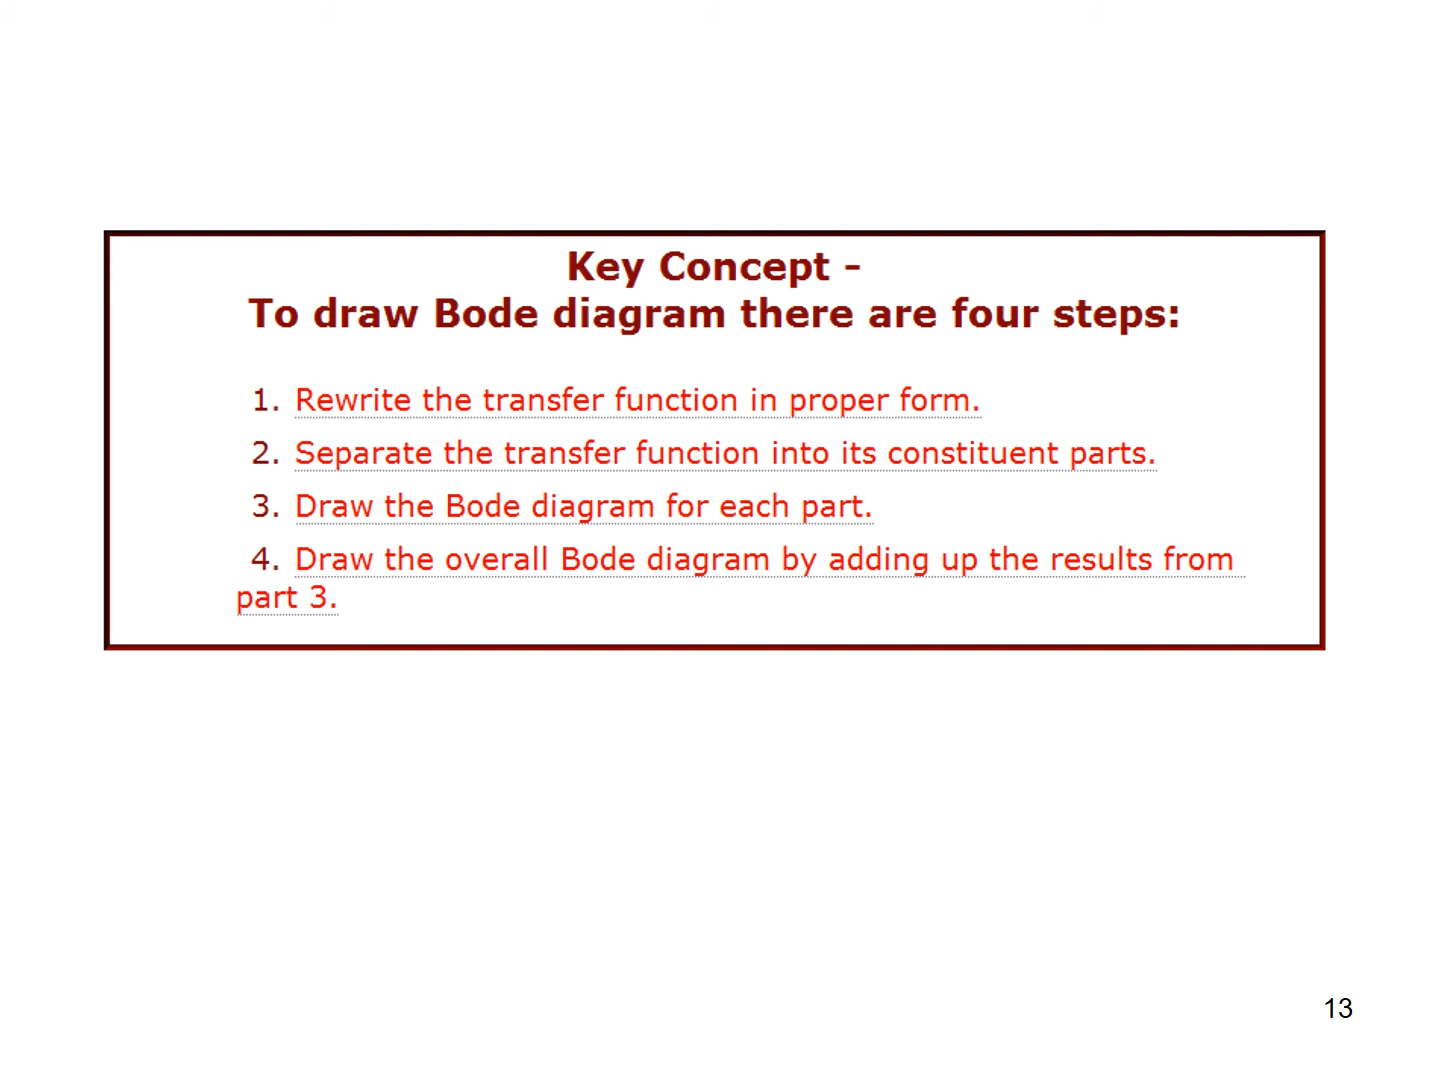 Key Concept -
To draw Bode diagram there are four steps:
1. Rewrite the transfer function in proper form.
2. Separate the transfer function into its constituent parts.
3. Draw the Bode diagram for each part.
4. Draw the overall Bode diagram by adding up the results from
part 3.
13